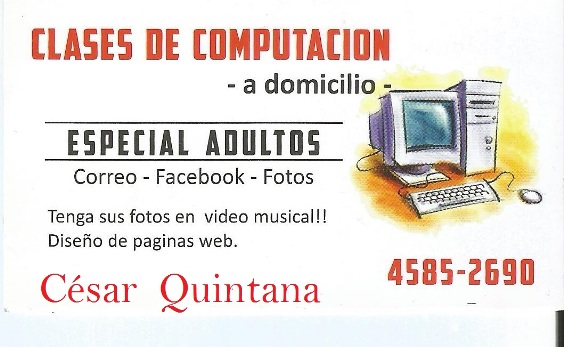 CLASES DE COMPUTACION
- a domicilio -
ESPECIAL ADULTOS
Correo - Facebook - Fotos
Tenga sus fotos en video musical!!
Diseño de paginas web.
4585-2690
César Quintana